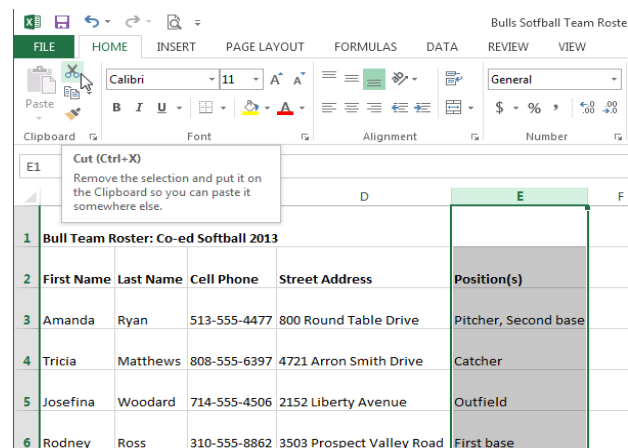 Bulls Sotfball Team Roste
FILE HOME INSERT PAGE LAYOUT FORMULAS DATA REVIEW VIEW
Paste Calibri 11 A A General
B I U A $ % , .00 .0
Clipboard Font Alignment Number
E1
Cut (Ctrl+X)
Remove the selection and put it on
the Clipboard so you can paste it
somewhere else.
D E F
1 Bull Team Roster: Co-ed Softball 2013
2 First Name Last Name Cell Phone Street Address Position(s)
3 Amanda Ryan 513-555-4477 800 Round Table Drive Pitcher, Second base
4 Tricia Matthews 808-555-6397 4721 Arron Smith Drive Catcher
5 Josefina Woodard 714-555-4506 2152 Liberty Avenue Outfield
6 Rodney Ross 310-555-8862 3503 Prospect Valley Road First base